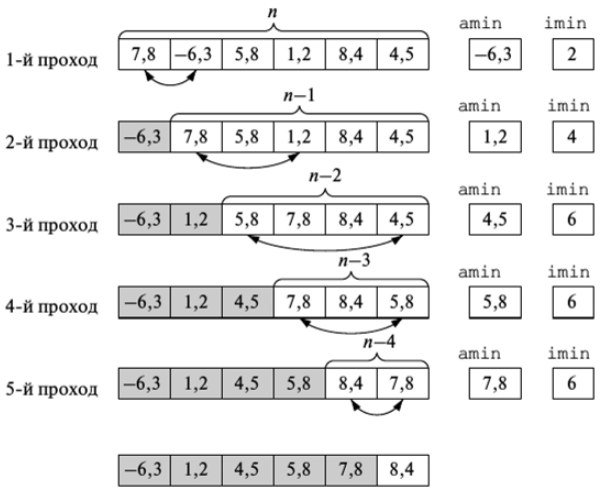 n amin imin
1-й проход 7,8 –6,3 5,8 1,2 8,4 4,5 –6,3 2
n–1 amin imin
2-й проход –6,3 7,8 5,8 1,2 8,4 4,5 1,2 4
n–2 amin imin
3-й проход –6,3 1,2 5,8 7,8 8,4 4,5 4,5 6
n–3 amin imin
4-й проход –6,3 1,2 4,5 7,8 8,4 5,8 5,8 6
n–4 amin imin
5-й проход –6,3 1,2 4,5 5,8 8,4 7,8 7,8 6
–6,3 1,2 4,5 5,8 7,8 8,4